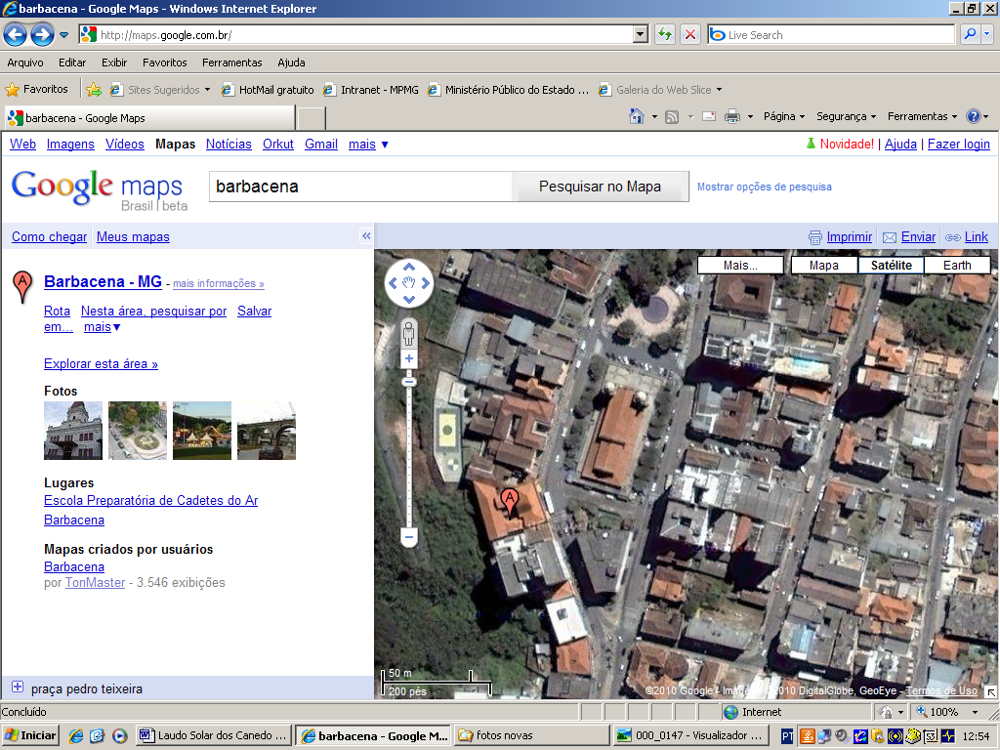 barbacena - Google Maps - Windows Internet Explorer
http://maps.google.com.br/
Live Search
Arquivo Editar Exibir Favoritos Ferramentas Ajuda
Favoritos Sites Sugeridos HotMail gratuito Intranet - MPMG Ministério Público do Estado ... Galeria do Web Slice
barbacena - Google Maps
Página Segurança Ferramentas
Web Imagens Vídeos Mapas Notícias Orkut Gmail mais ▼
Novidade! | Ajuda | Fazer login
Google maps
Brasil | beta
barbacena
Pesquisar no Mapa
Mostrar opções de pesquisa
Como chegar Meus mapas «
Imprimir Enviar Link
Mais... Mapa Satélite Earth
A
Barbacena - MG - mais informações »
Rota Nesta área, pesquisar por Salvar
em... mais▼
Explorar esta área »
Fotos
Lugares
Escola Preparatória de Cadetes do Ar
Barbacena
Mapas criados por usuários
Barbacena
por TonMaster - 3.546 exibições
praça pedro teixeira
A
50 m
200 pés
©2010 Google - Imagens ©2010 DigitalGlobe, GeoEye - Termos de Uso
Concluído
Internet
100%
Iniciar
Laudo Solar dos Canedo ...
barbacena - Google M...
fotos novas
000_0147 - Visualizador ...
PT
12:54